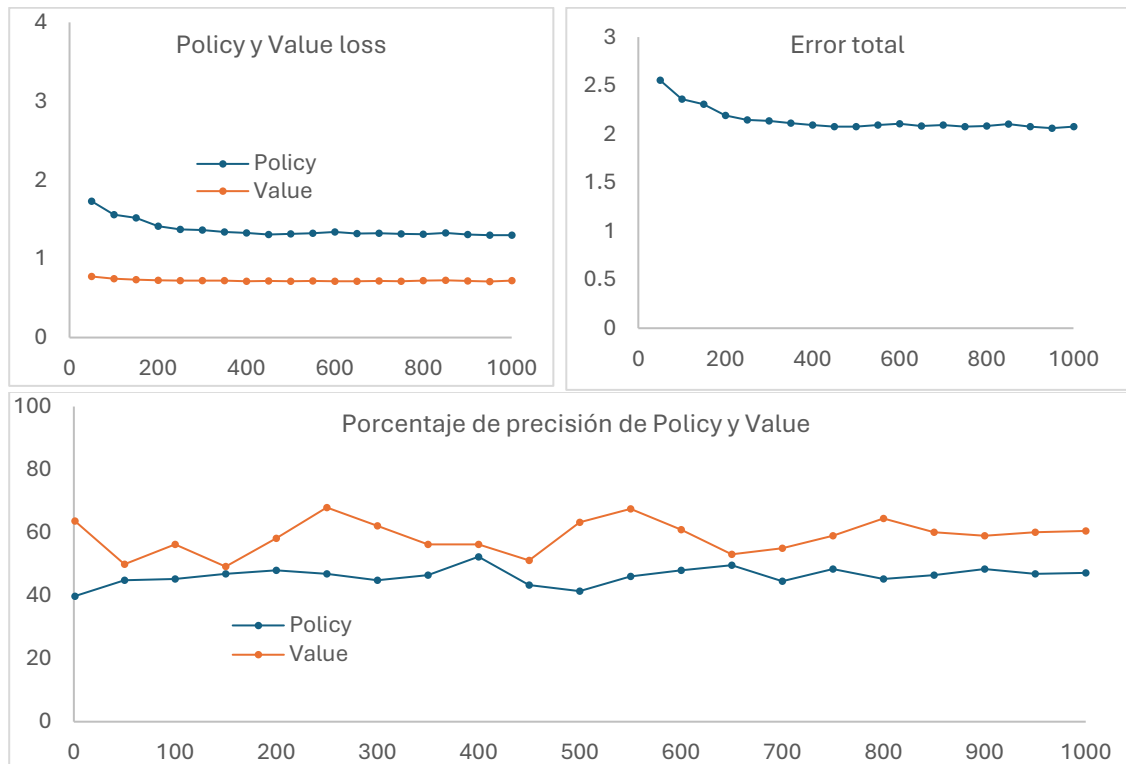 Policy y Value loss
4
3
2
1
0
Policy
Value
0 200 400 600 800 1000
Error total
3
2.5
2
1.5
1
0.5
0
0 200 400 600 800 1000
Porcentaje de precisión de Policy y Value
100
80
60
40
20
0
Policy
Value
0 100 200 300 400 500 600 700 800 900 1000